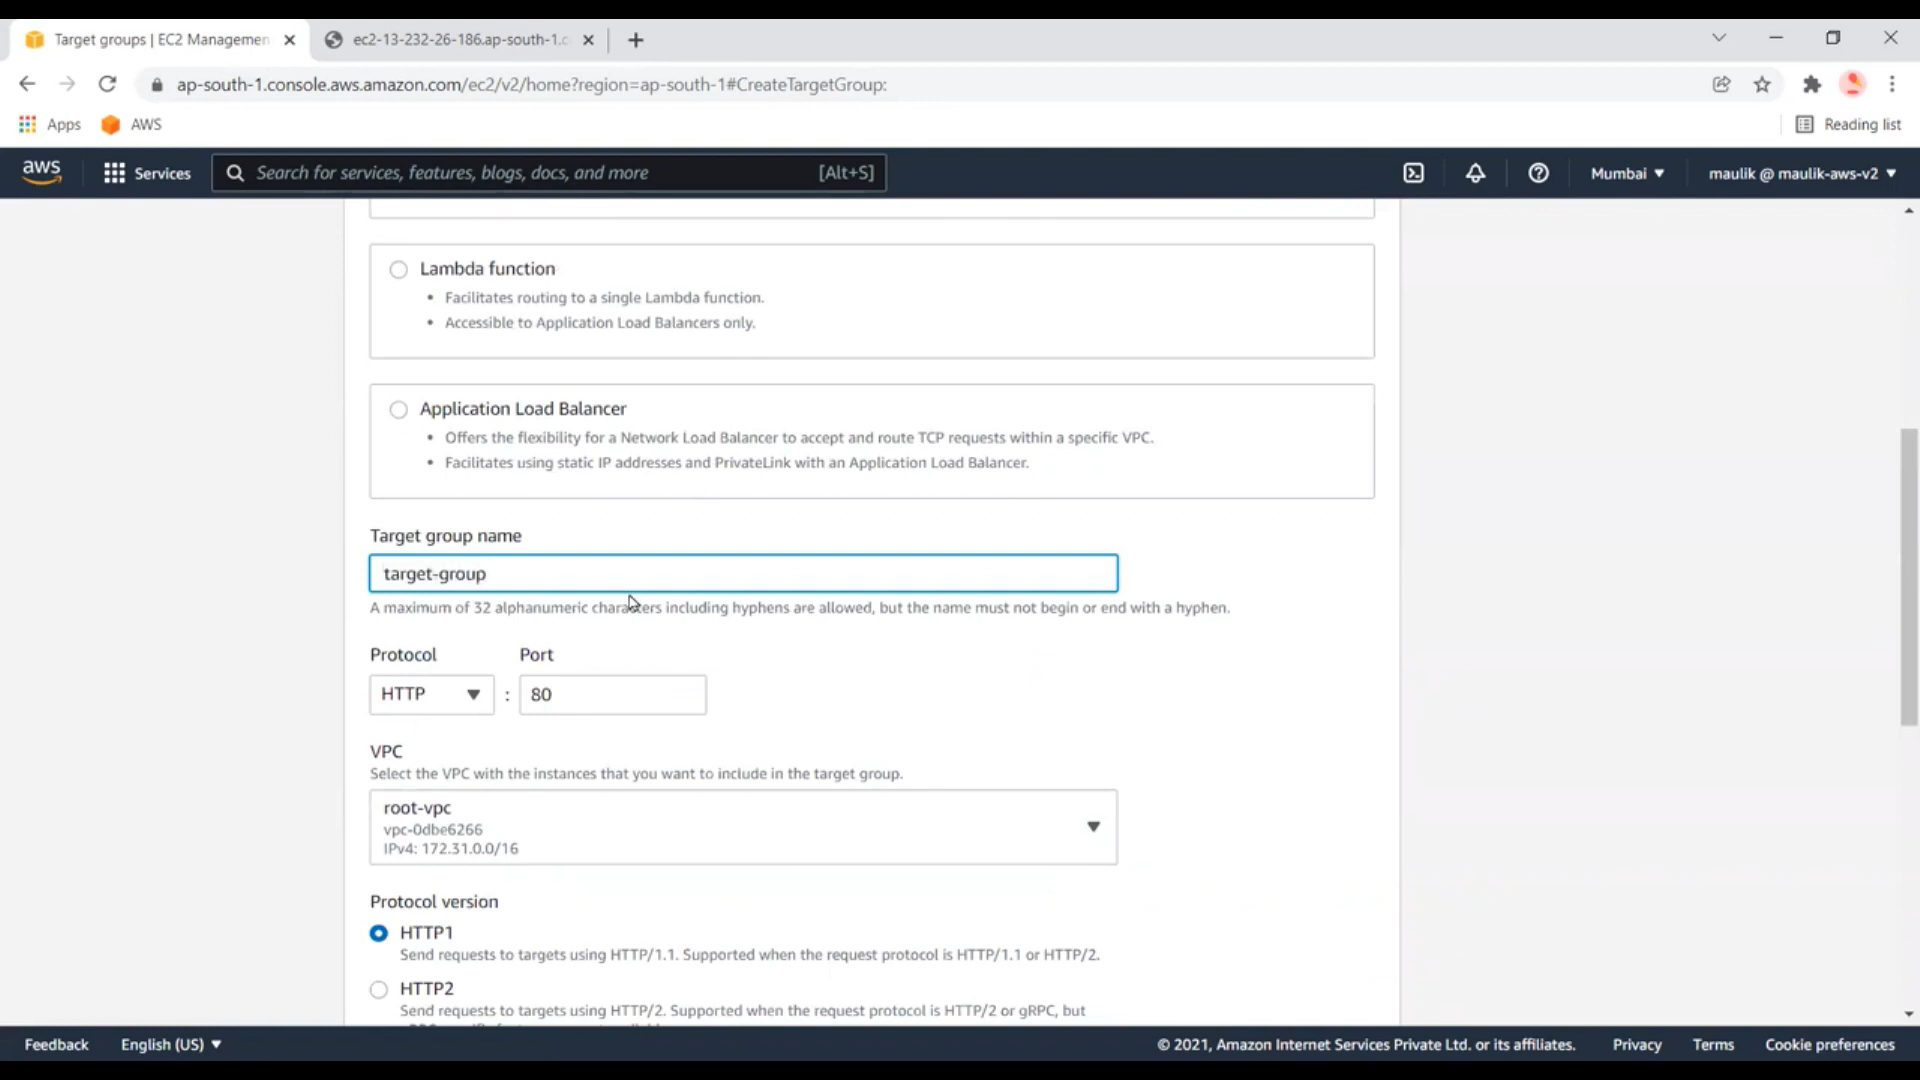 Target groups | EC2 Managemen
ec2-13-232-26-186.ap-south-1.c
ap-south-1.console.aws.amazon.com/ec2/v2/home?region=ap-south-1#CreateTargetGroup:
Apps
AWS
Reading list
aws
Services
Search for services, features, blogs, docs, and more
[Alt+S]
Mumbai
maulik @ maulik-aws-v2
Lambda function
• Facilitates routing to a single Lambda function.
• Accessible to Application Load Balancers only.
Application Load Balancer
• Offers the flexibility for a Network Load Balancer to accept and route TCP requests within a specific VPC.
• Facilitates using static IP addresses and PrivateLink with an Application Load Balancer.
Target group name
target-group
A maximum of 32 alphanumeric characters including hyphens are allowed, but the name must not begin or end with a hyphen.
Protocol
Port
HTTP
:
80
VPC
Select the VPC with the instances that you want to include in the target group.
root-vpc
vpc-0dbe6266
IPv4: 172.31.0.0/16
Protocol version
HTTP1
Send requests to targets using HTTP/1.1. Supported when the request protocol is HTTP/1.1 or HTTP/2.
HTTP2
Send requests to targets using HTTP/2. Supported when the request protocol is HTTP/2 or gRPC, but
Feedback
English (US)
© 2021, Amazon Internet Services Private Ltd. or its affiliates.
Privacy
Terms
Cookie preferences